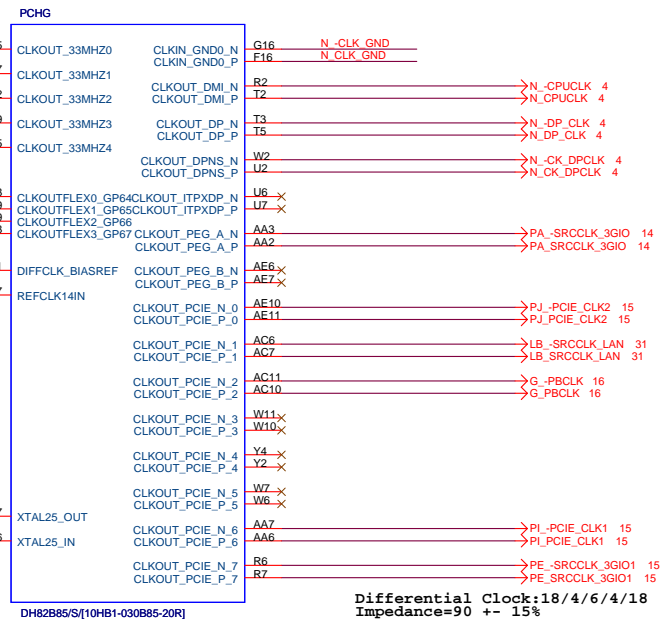 PCHG
CLKOUT_33MHZ0 CLKIN_GND0_N G16 N_-CLK_GND
CLKIN_GND0_P F16 N_CLK_GND
CLKOUT_33MHZ1
CLKOUT_DMI_N R2 N_-CPUCLK 4
CLKOUT_33MHZ2 CLKOUT_DMI_P T2 N_CPUCLK 4
CLKOUT_33MHZ3 CLKOUT_DP_N T3 N_-DP_CLK 4
CLKOUT_DP_P T5 N_DP_CLK 4
CLKOUT_33MHZ4
CLKOUT_DPNS_N W2 N_-CK_DPCLK 4
CLKOUT_DPNS_P U2 N_CK_DPCLK 4
CLKOUTFLEX0_GP64 CLKOUT_ITPXDP_N U6
CLKOUTFLEX1_GP65 CLKOUT_ITPXDP_P U7
CLKOUTFLEX2_GP66
CLKOUTFLEX3_GP67 CLKOUT_PEG_A_N AA3 PA_-SRCCLK_3GIO 14
CLKOUT_PEG_A_P AA2 PA_SRCCLK_3GIO 14
DIFFCLK_BIASREF CLKOUT_PEG_B_N AE6
CLKOUT_PEG_B_P AE7
REFCLK14IN
CLKOUT_PCIE_N_0 AE10 PJ_-PCIE_CLK2 15
CLKOUT_PCIE_P_0 AE11 PJ_PCIE_CLK2 15
CLKOUT_PCIE_N_1 AC6 LB_-SRCCLK_LAN 31
CLKOUT_PCIE_P_1 AC7 LB_SRCCLK_LAN 31
CLKOUT_PCIE_N_2 AC11 G_-PBCLK 16
CLKOUT_PCIE_P_2 AC10 G_PBCLK 16
CLKOUT_PCIE_N_3 W11
CLKOUT_PCIE_P_3 W10
CLKOUT_PCIE_N_4 Y4
CLKOUT_PCIE_P_4 Y2
CLKOUT_PCIE_N_5 W7
CLKOUT_PCIE_P_5 W6
XTAL25_OUT
CLKOUT_PCIE_N_6 AA7 PI_-PCIE_CLK1 15
XTAL25_IN CLKOUT_PCIE_P_6 AA6 PI_PCIE_CLK1 15
CLKOUT_PCIE_N_7 R6 PE_-SRCCLK_3GIO1 15
CLKOUT_PCIE_P_7 R7 PE_SRCCLK_3GIO1 15
DH82B85/S/[10HB1-030B85-20R]
Differential Clock:18/4/6/4/18
Impedance=90 +- 15%